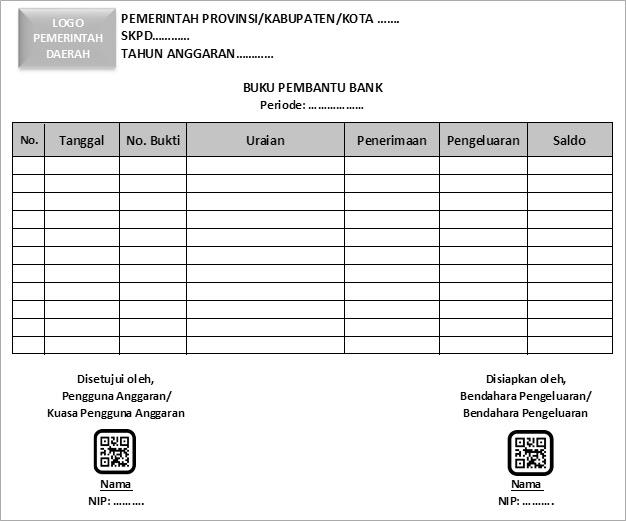 LOGO
PEMERINTAH
DAERAH
PEMERINTAH PROVINSI/KABUPATEN/KOTA .......
SKPD............
TAHUN ANGGARAN............
BUKU PEMBANTU BANK
Periode: ..................
No. Tanggal No. Bukti Uraian Penerimaan Pengeluaran Saldo
Disetujui oleh,
Pengguna Anggaran/
Kuasa Pengguna Anggaran
Nama
NIP: ..........
Disiapkan oleh,
Bendahara Pengeluaran/
Bendahara Pengeluaran
Nama
NIP: ..........